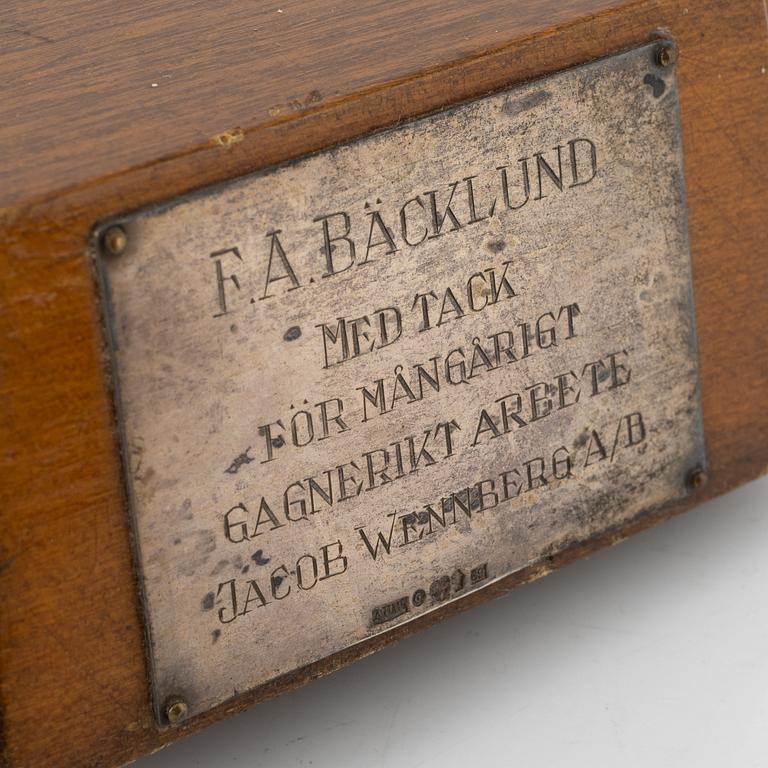 F.A. BÄCKLUND
MED TACK
FÖR MÅNGÅRIGT
GAGNERIKT ARBETE
JACOB WENNBERG A/B